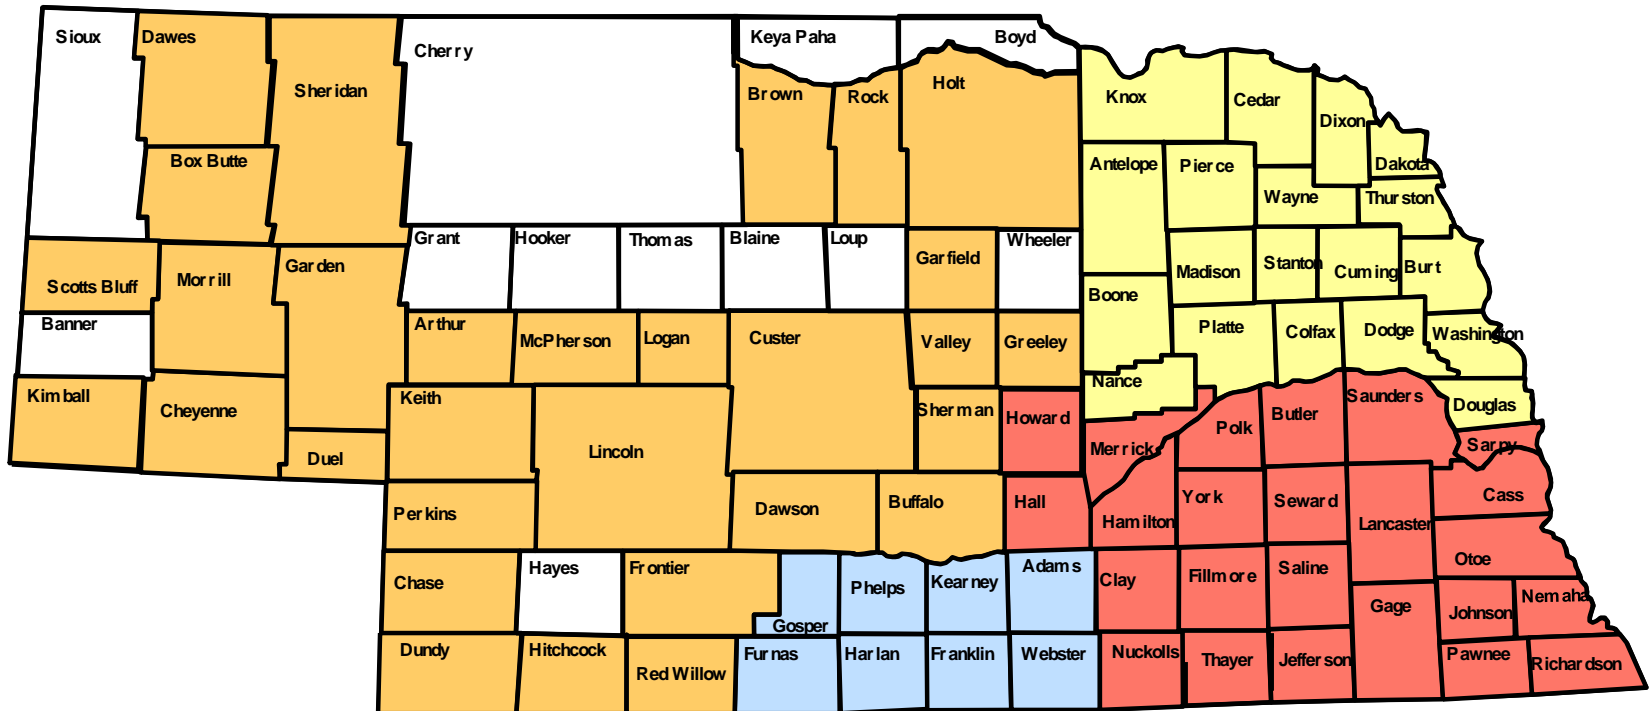 Sioux
Dawes
Sheridan
Cherry
Keya Paha
Boyd
Box Butte
Brown
Rock
Holt
Knox
Cedar
Dixon
Dakota
Antelope
Pierce
Wayne
Thurston
Scotts Bluff
Morrill
Garden
Grant
Hooker
Thomas
Blaine
Loup
Garfield
Wheeler
Madison
Stanton
Cuming
Burt
Boone
Banner
Arthur
McPherson
Logan
Custer
Valley
Greeley
Platte
Colfax
Dodge
Washington
Nance
Kimball
Cheyenne
Keith
Lincoln
Sherman
Howard
Merrick
Polk
Butler
Saunders
Douglas
Sarpy
Duel
Perkins
Dawson
Buffalo
Hall
Hamilton
York
Seward
Lancaster
Cass
Otoe
Chase
Hayes
Frontier
Gosper
Phelps
Kearney
Adams
Clay
Fillmore
Saline
Gage
Johnson
Nemaha
Dundy
Hitchcock
Red Willow
Furnas
Harlan
Franklin
Webster
Nuckolls
Thayer
Jefferson
Pawnee
Richardson